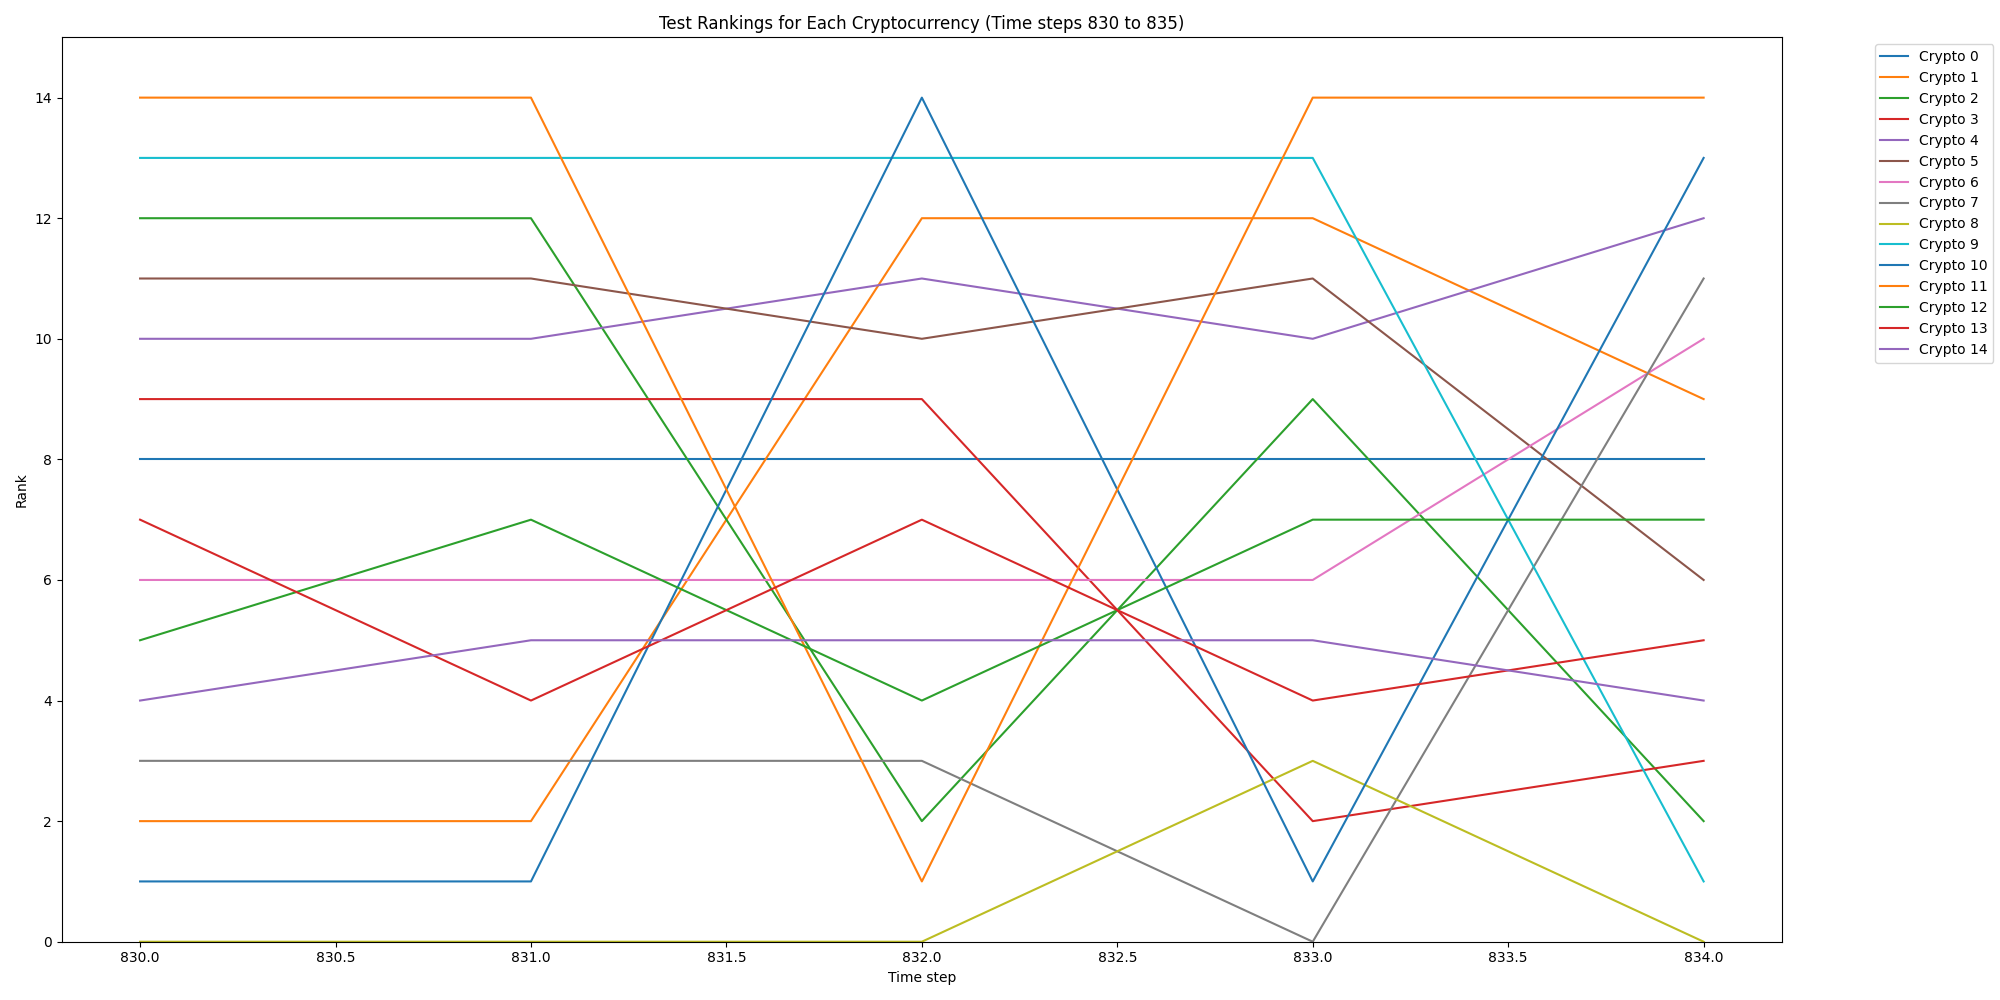 Test Rankings for Each Cryptocurrency (Time steps 830 to 835)
Rank
14
12
10
8
6
4
2
0
830.0
830.5
831.0
831.5
832.0
832.5
833.0
833.5
834.0
Time step
Crypto 0
Crypto 1
Crypto 2
Crypto 3
Crypto 4
Crypto 5
Crypto 6
Crypto 7
Crypto 8
Crypto 9
Crypto 10
Crypto 11
Crypto 12
Crypto 13
Crypto 14